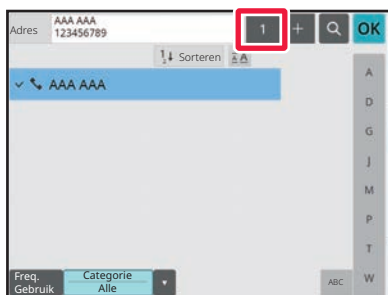 Adres AAA AAA 1 + OK
123456789
Sorteren
AAA AAA
A
D
G
J
M
P
T
W
Freq. Gebruik
Categorie
Alle
ABC